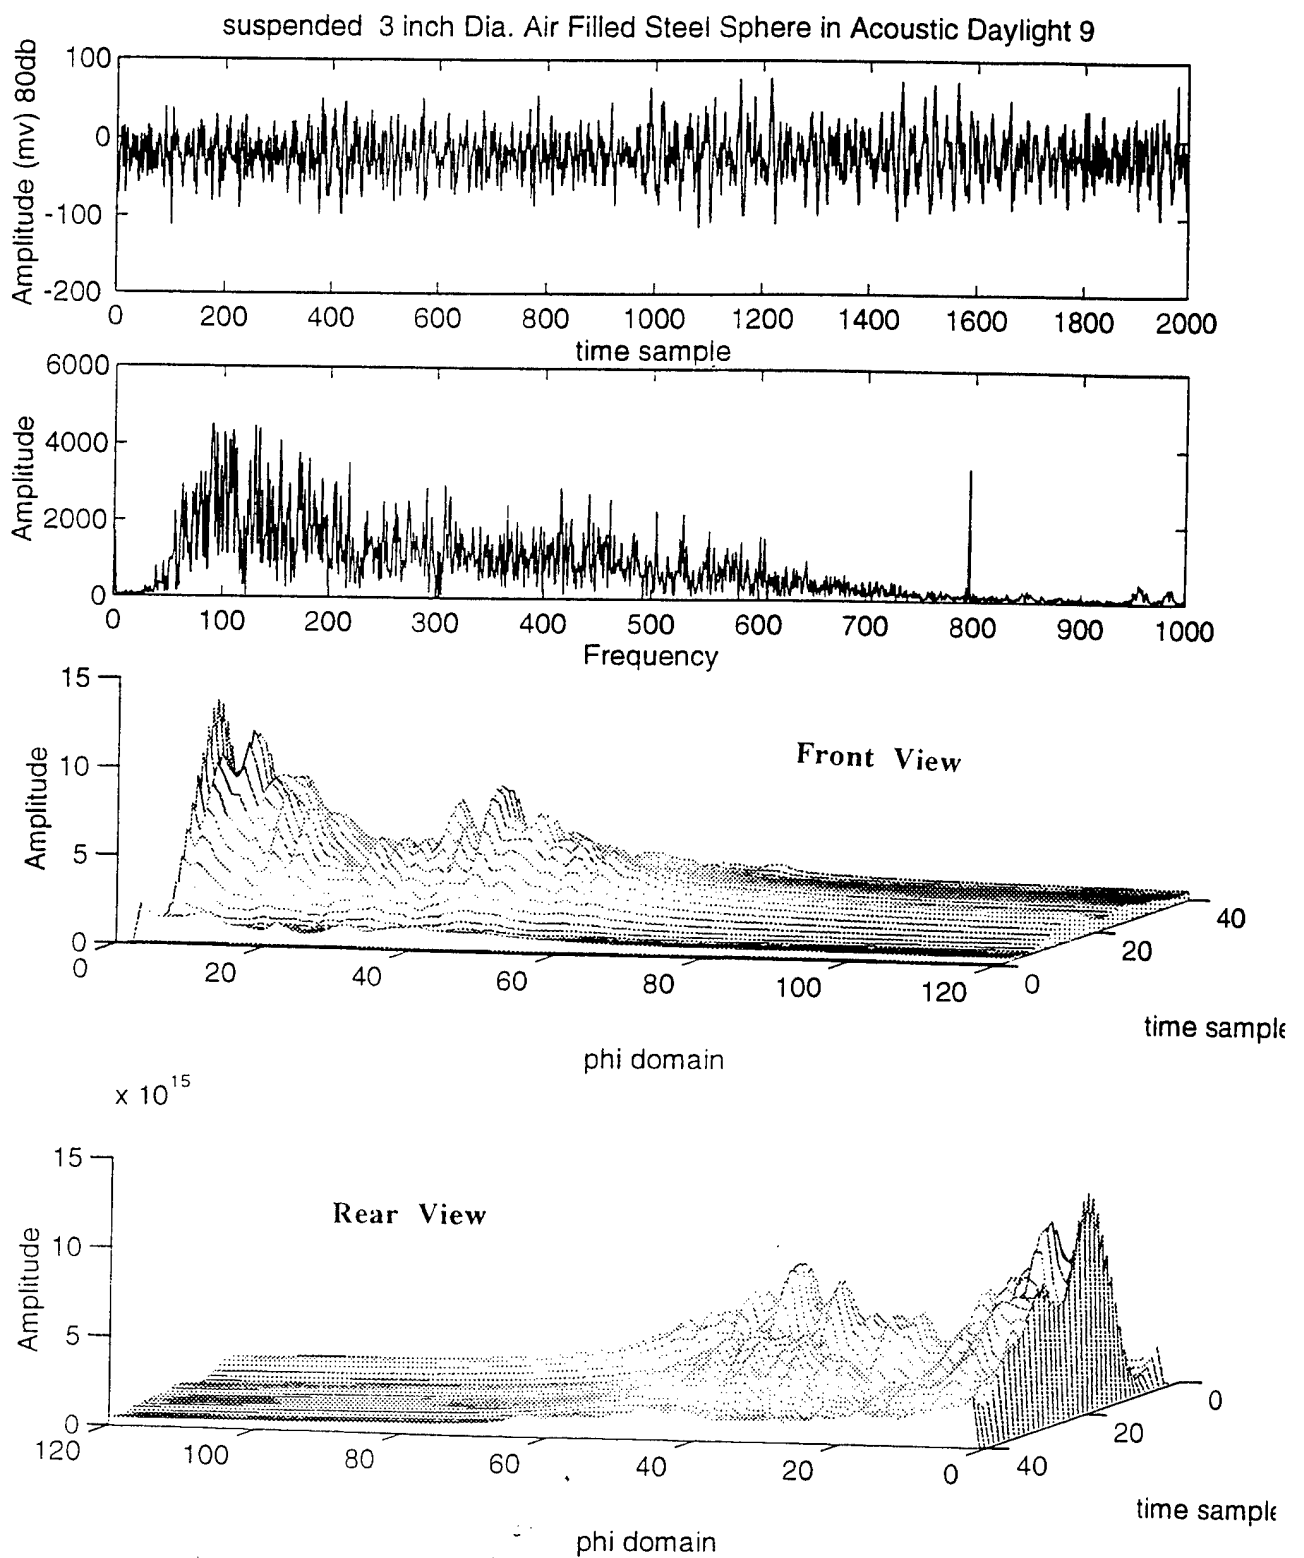 suspended 3 inch Dia. Air Filled Steel Sphere in Acoustic Daylight 9
Amplitude (mv) 80db
100
0
-100
-200
0 200 400 600 800 1000 1200 1400 1600 1800 2000
time sample
Amplitude
6000
4000
2000
0
0 100 200 300 400 500 600 700 800 900 1000
Frequency
Front View
Amplitude
15
10
5
0
0 20 40 60 80 100 120
0 20 40
time sample
phi domain
x 10^15
Rear View
Amplitude
15
10
5
0
120 100 80 60 40 20 0
40 20 0
time sample
phi domain